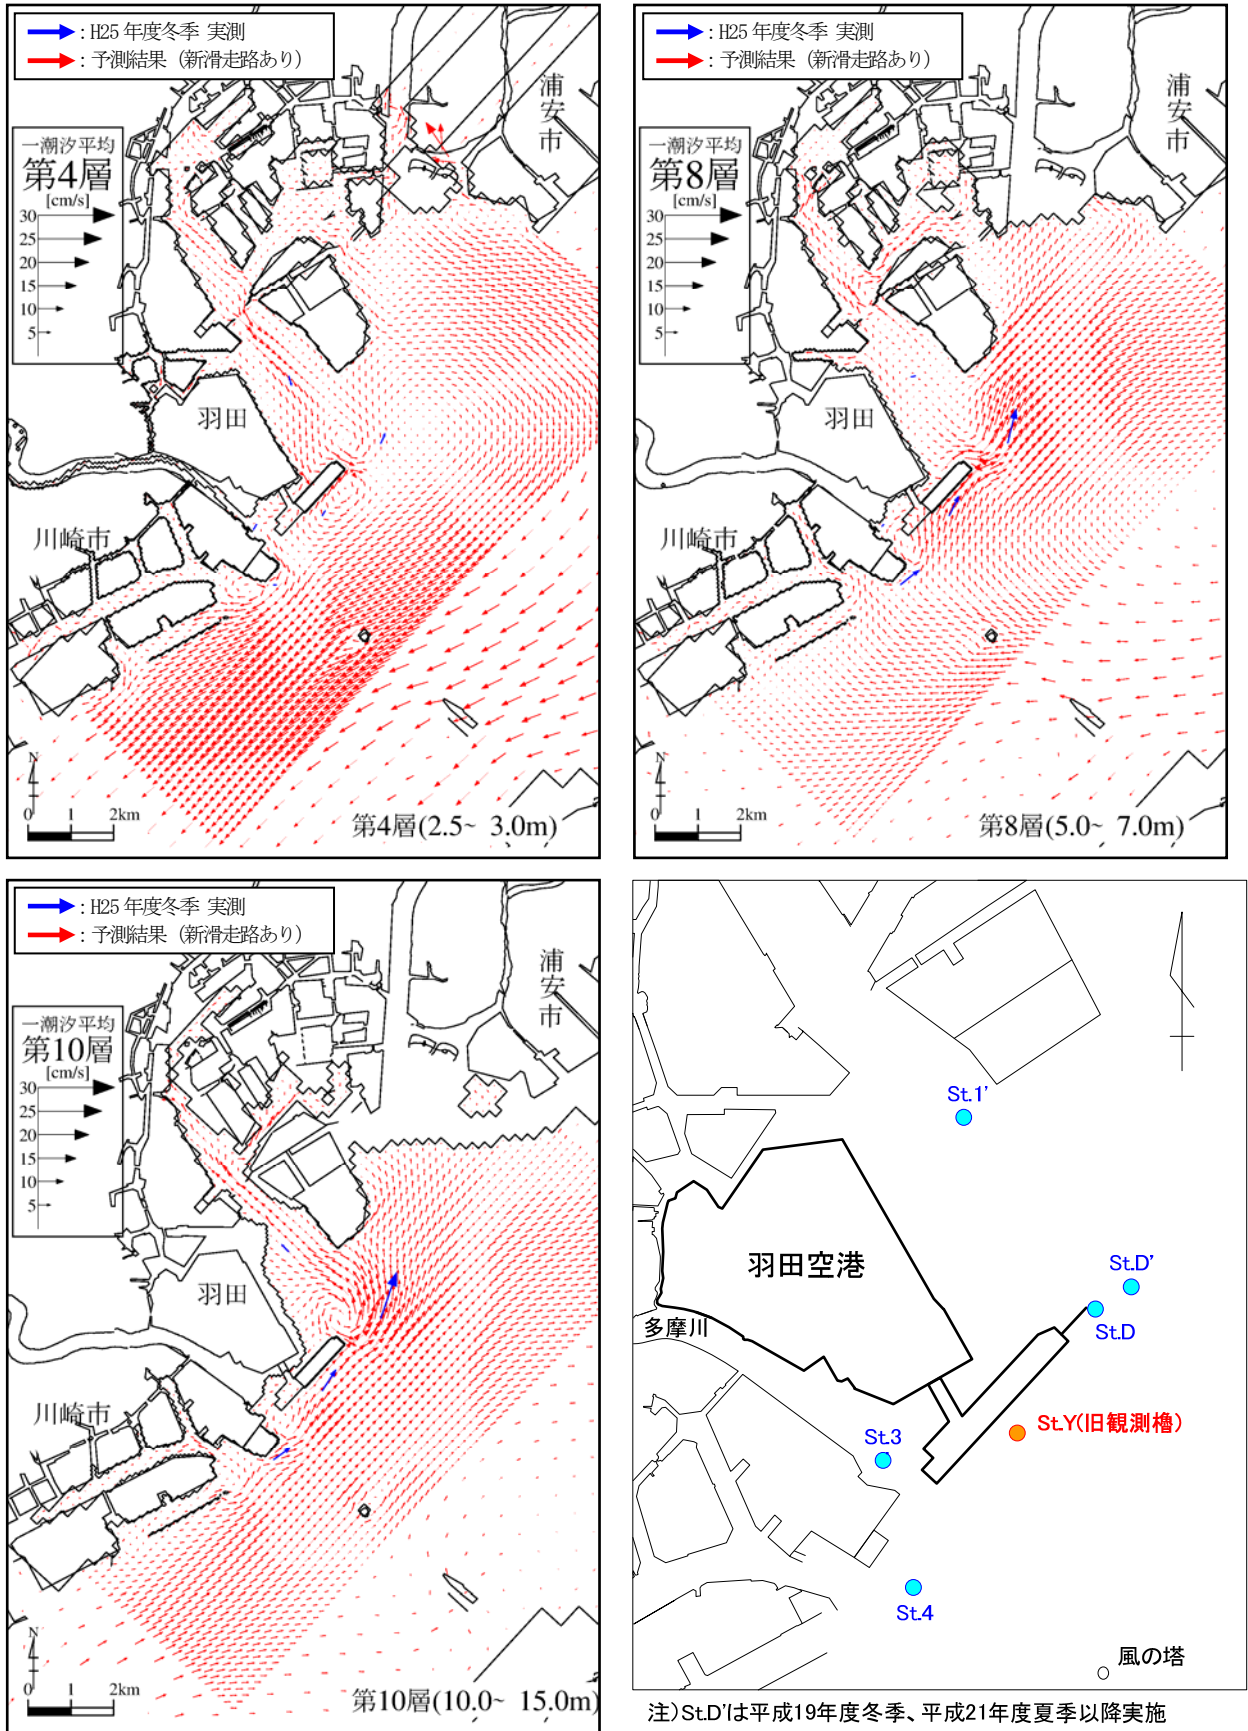 : H25 年度冬季 実測
: 予測結果（新滑走路あり）
浦安市
一潮汐平均
第4層
[cm/s]
30
25
20
15
10
5
羽田
川崎市
N
0 1 2km
第4層(2.5~ 3.0m)
: H25 年度冬季 実測
: 予測結果（新滑走路あり）
浦安市
一潮汐平均
第8層
[cm/s]
30
25
20
15
10
5
羽田
川崎市
N
0 1 2km
第8層(5.0~ 7.0m)
: H25 年度冬季 実測
: 予測結果（新滑走路あり）
浦安市
一潮汐平均
第10層
[cm/s]
30
25
20
15
10
5
羽田
川崎市
N
0 1 2km
第10層(10.0~ 15.0m)
St.1'
羽田空港
St.D'
St.D
多摩川
St.Y(旧観測櫓)
St.3
St.4
風の塔
注)St.D'は平成19年度冬季、平成21年度夏季以降実施